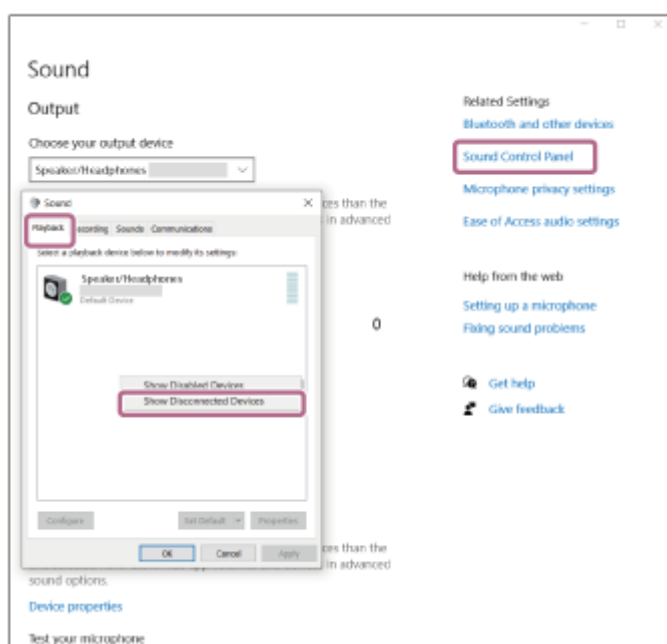 Sound
Output
Choose your output device
Speaker/Headphones
Sound
ces than the
in advanced
Playback
ecording
Sounds
Communications
Select a playback device below to modify its settings:
Speaker/Headphones
Default Device
0
Show Disabled Devices
Show Disconnected Devices
Configure
Set Default
Properties
OK
Cancel
Apply
ces than the
in advanced
sound options.
Device properties
Test your microphone
Related Settings
Bluetooth and other devices
Sound Control Panel
Microphone privacy settings
Ease of Access audio settings
Help from the web
Setting up a microphone
Fixing sound problems
Get help
Give feedback